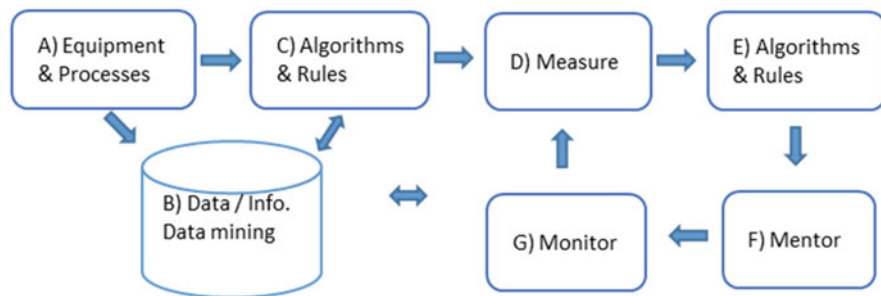 A) Equipment
& Processes
C) Algorithms
& Rules
D) Measure
E) Algorithms
& Rules
B) Data / Info.
Data mining
G) Monitor
F) Mentor